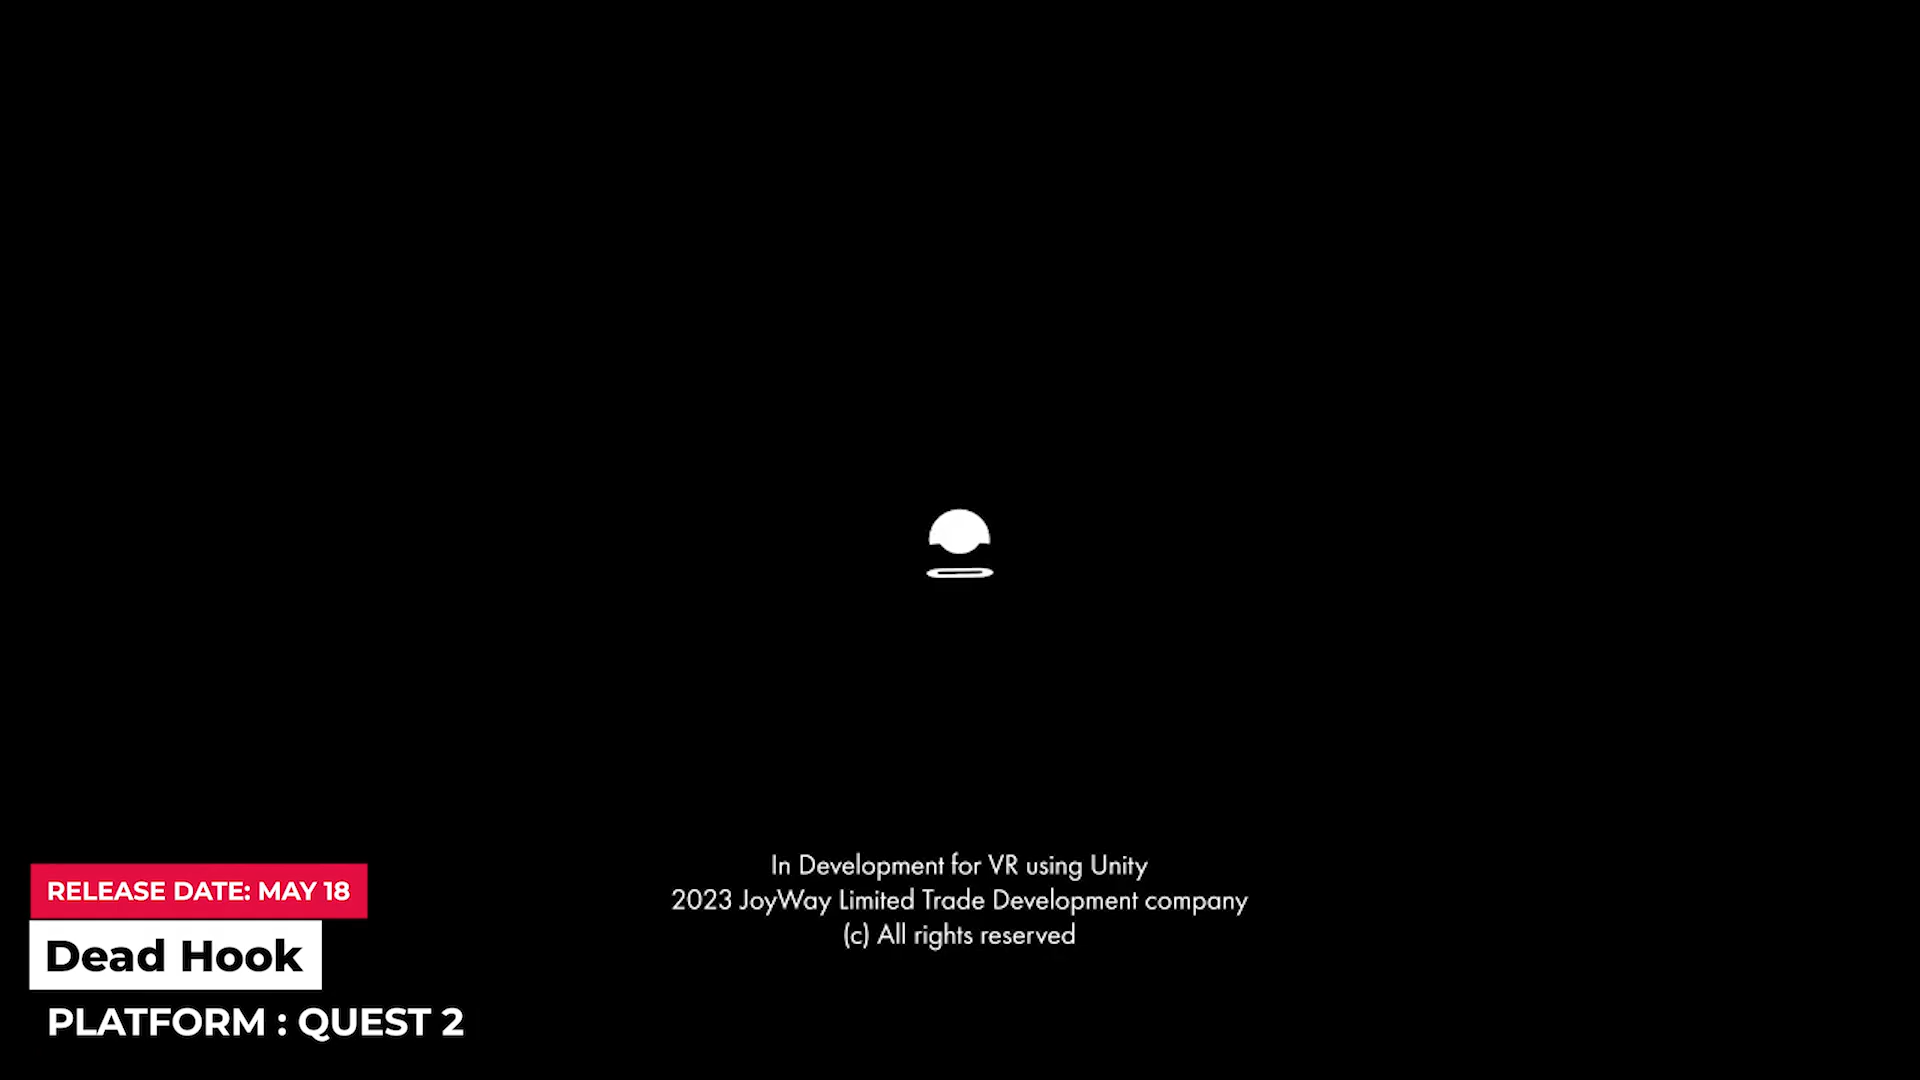 In Development for VR using Unity
2023 JoyWay Limited Trade Development company
(c) All rights reserved
RELEASE DATE: MAY 18
Dead Hook
PLATFORM : QUEST 2